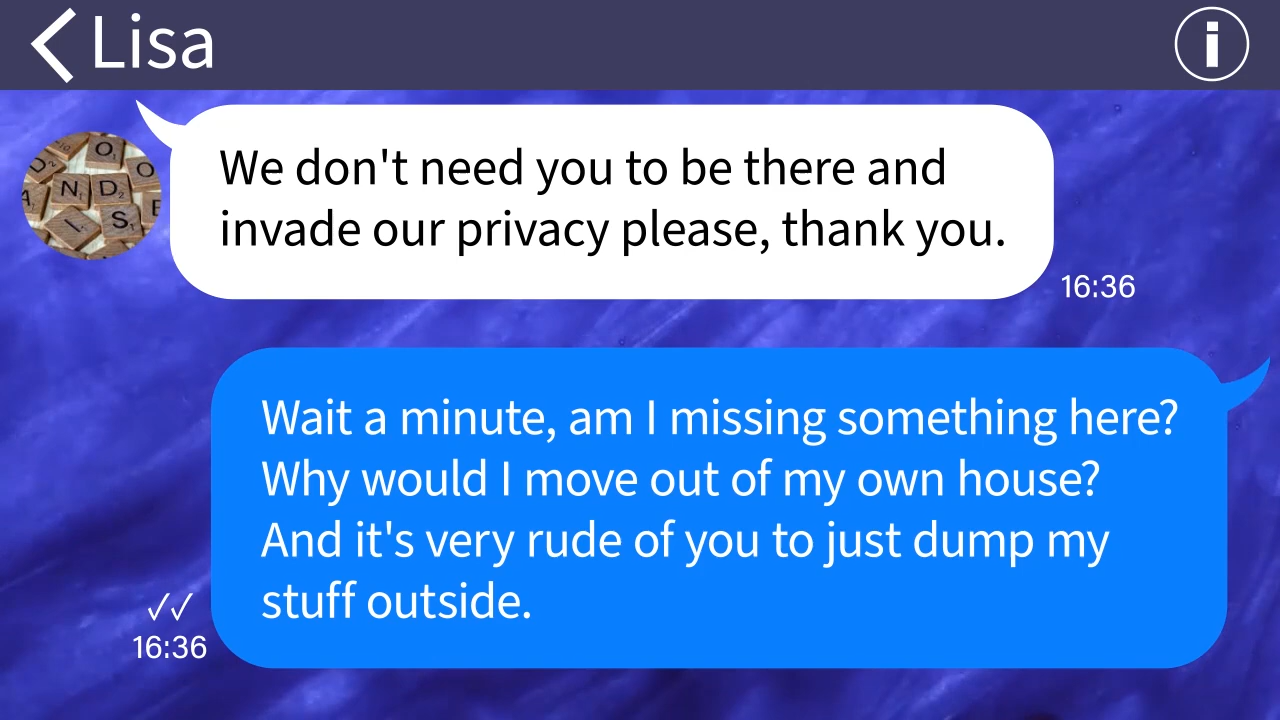 Lisa
We don't need you to be there and
invade our privacy please, thank you.
16:36
Wait a minute, am I missing something here?
Why would I move out of my own house?
And it's very rude of you to just dump my
stuff outside.
16:36